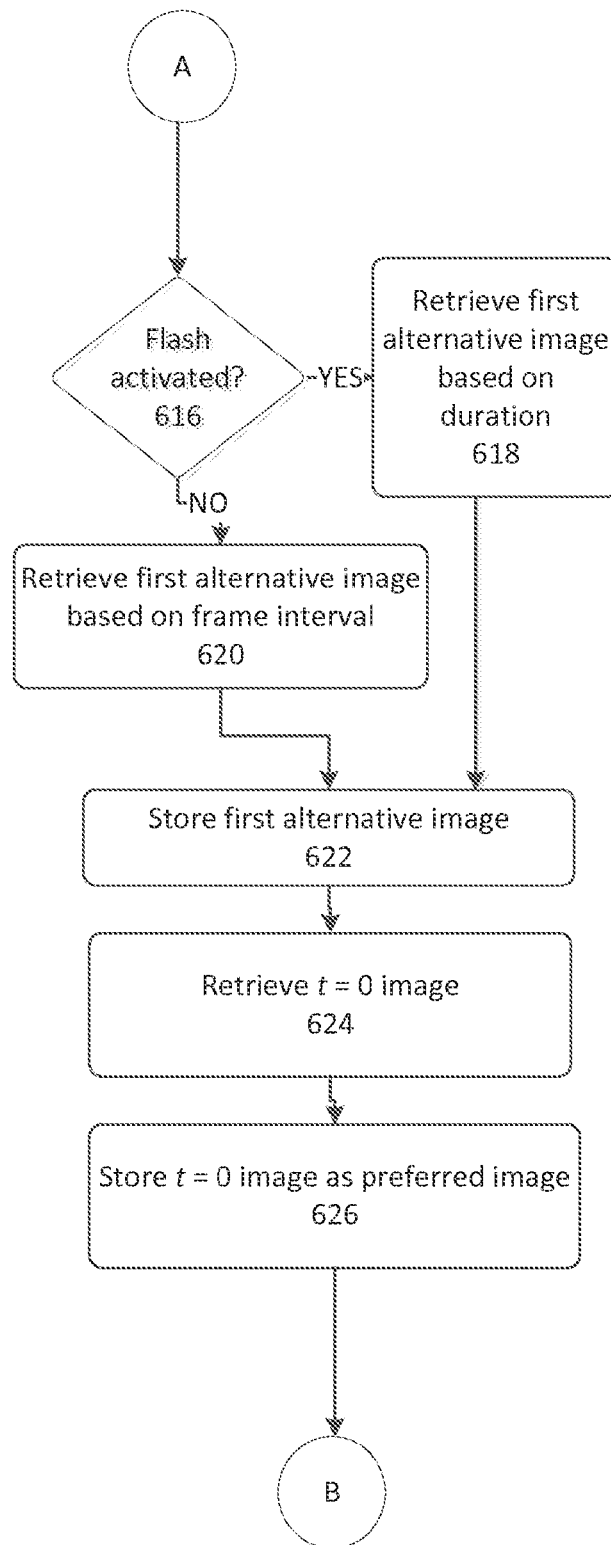 A
Flash
activated?
616
YES
Retrieve first
alternative image
based on
duration
618
NO
Retrieve first alternative image
based on frame interval
620
Store first alternative image
622
Retrieve t = 0 image
624
Store t = 0 image as preferred image
626
B